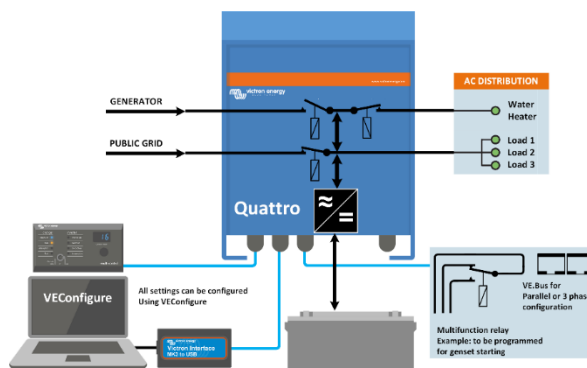 victron energy
GENERATOR
PUBLIC GRID
AC DISTRIBUTION
Water
Heater
Load 1
Load 2
Load 3
Quattro
VEConfigure
All settings can be configured
Using VEConfigure
Victron Interface
MK3 to USB
VE.Bus for
Parallel or 3 phase
configuration
Multifunction relay
Example: to be programmed
for genset starting